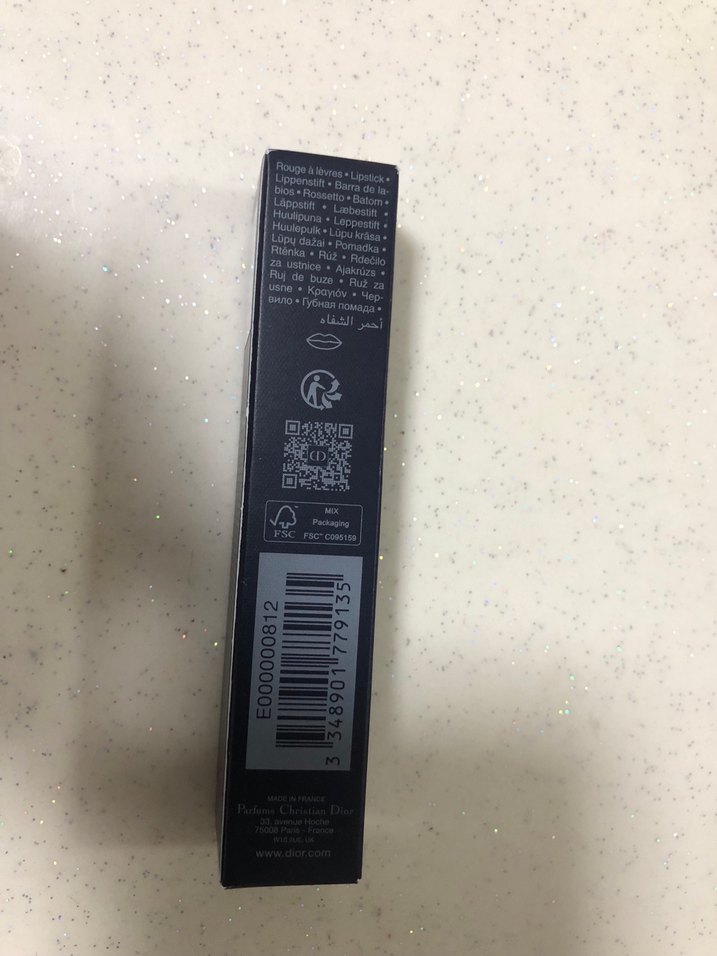 Rouge à lèvres • Lipstick •
Lippenstift • Barra de la-
bios • Rossetto • Batom •
Läppstift • Læbestift •
Huulipuna • Leppestift •
Huulepulk • Lūpu krāsa •
Lūpų dažai • Pomadka •
Rtěnka • Rúž • Rdečilo
za ustnice • Ajakrúzs •
Ruj de buze • Ruž za
usne • Κραγιόν • Чер-
вило • Губная помада •
أحمر الشفاه
CD
FSC
MIX
Packaging
FSC™ C095159
E000000812
3 348901 779135
MADE IN FRANCE
Parfums Christian Dior
33, avenue Hoche
75008 Paris - France
W1S 2UE, UK
www.dior.com